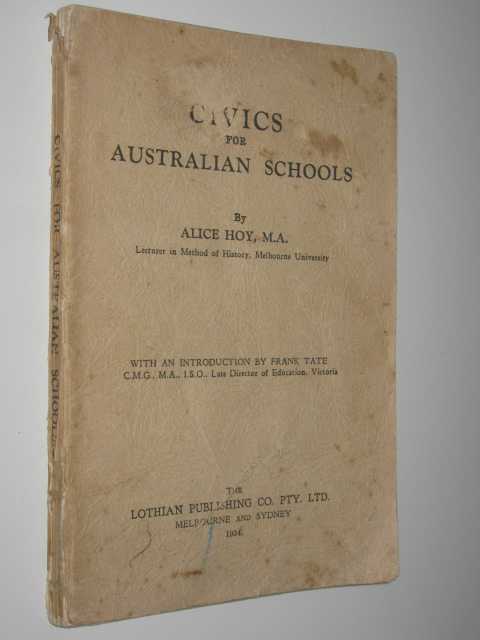 CIVICS
FOR
AUSTRALIAN SCHOOLS
By
ALICE HOY, M.A.
Lecturer in Method of History, Melbourne University
WITH AN INTRODUCTION BY FRANK TATE
C.M.G., M.A., I.S.O., Late Director of Education, Victoria
THE
LOTHIAN PUBLISHING CO. PTY. LTD.
MELBOURNE AND SYDNEY
1934
CIVICS FOR AUSTRALIAN SCHOOLS